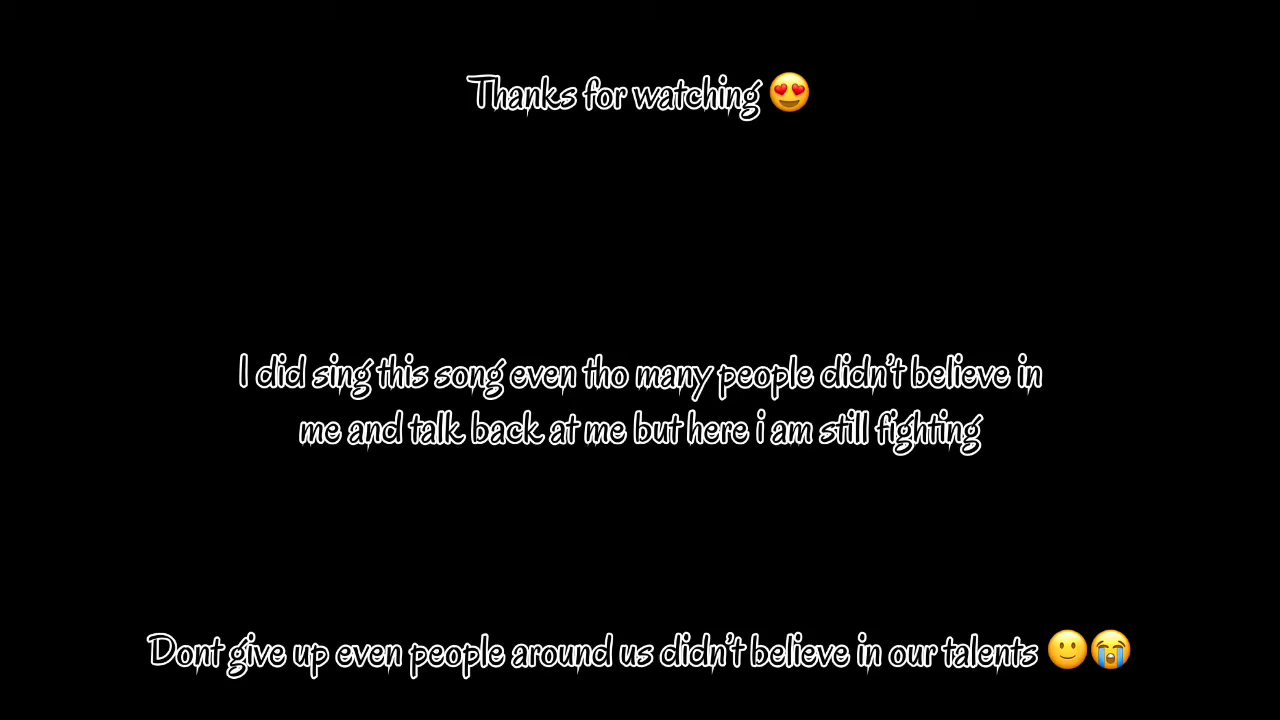 Thanks for watching 😍
I did sing this song even tho many people didn't believe in
me and talk back at me but here i am still fighting
Dont give up even people around us didn't believe in our talents 🙂😭